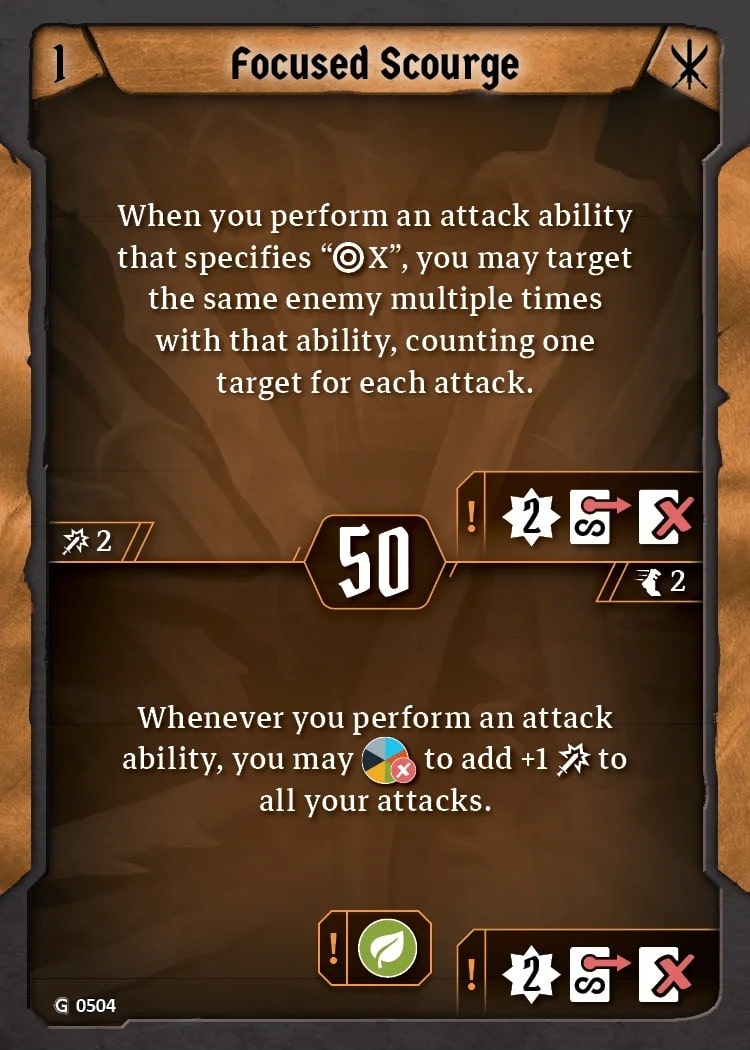 1
Focused Scourge
When you perform an attack ability
that specifies “X”, you may target
the same enemy multiple times
with that ability, counting one
target for each attack.
! 2
2
50
2
Whenever you perform an attack
ability, you may to add +1 to
all your attacks.
!
! 2
G 0504